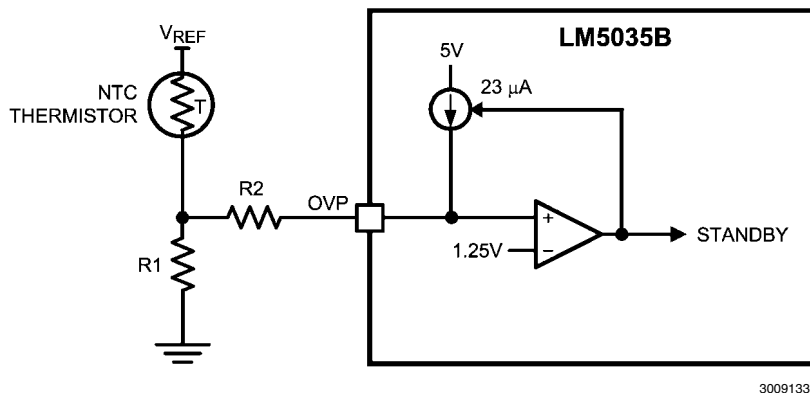 LM5035B
VREF
5V
NTC
THERMISTOR
T
23 μA
R2
OVP
+
1.25V
−
STANDBY
R1
3009133